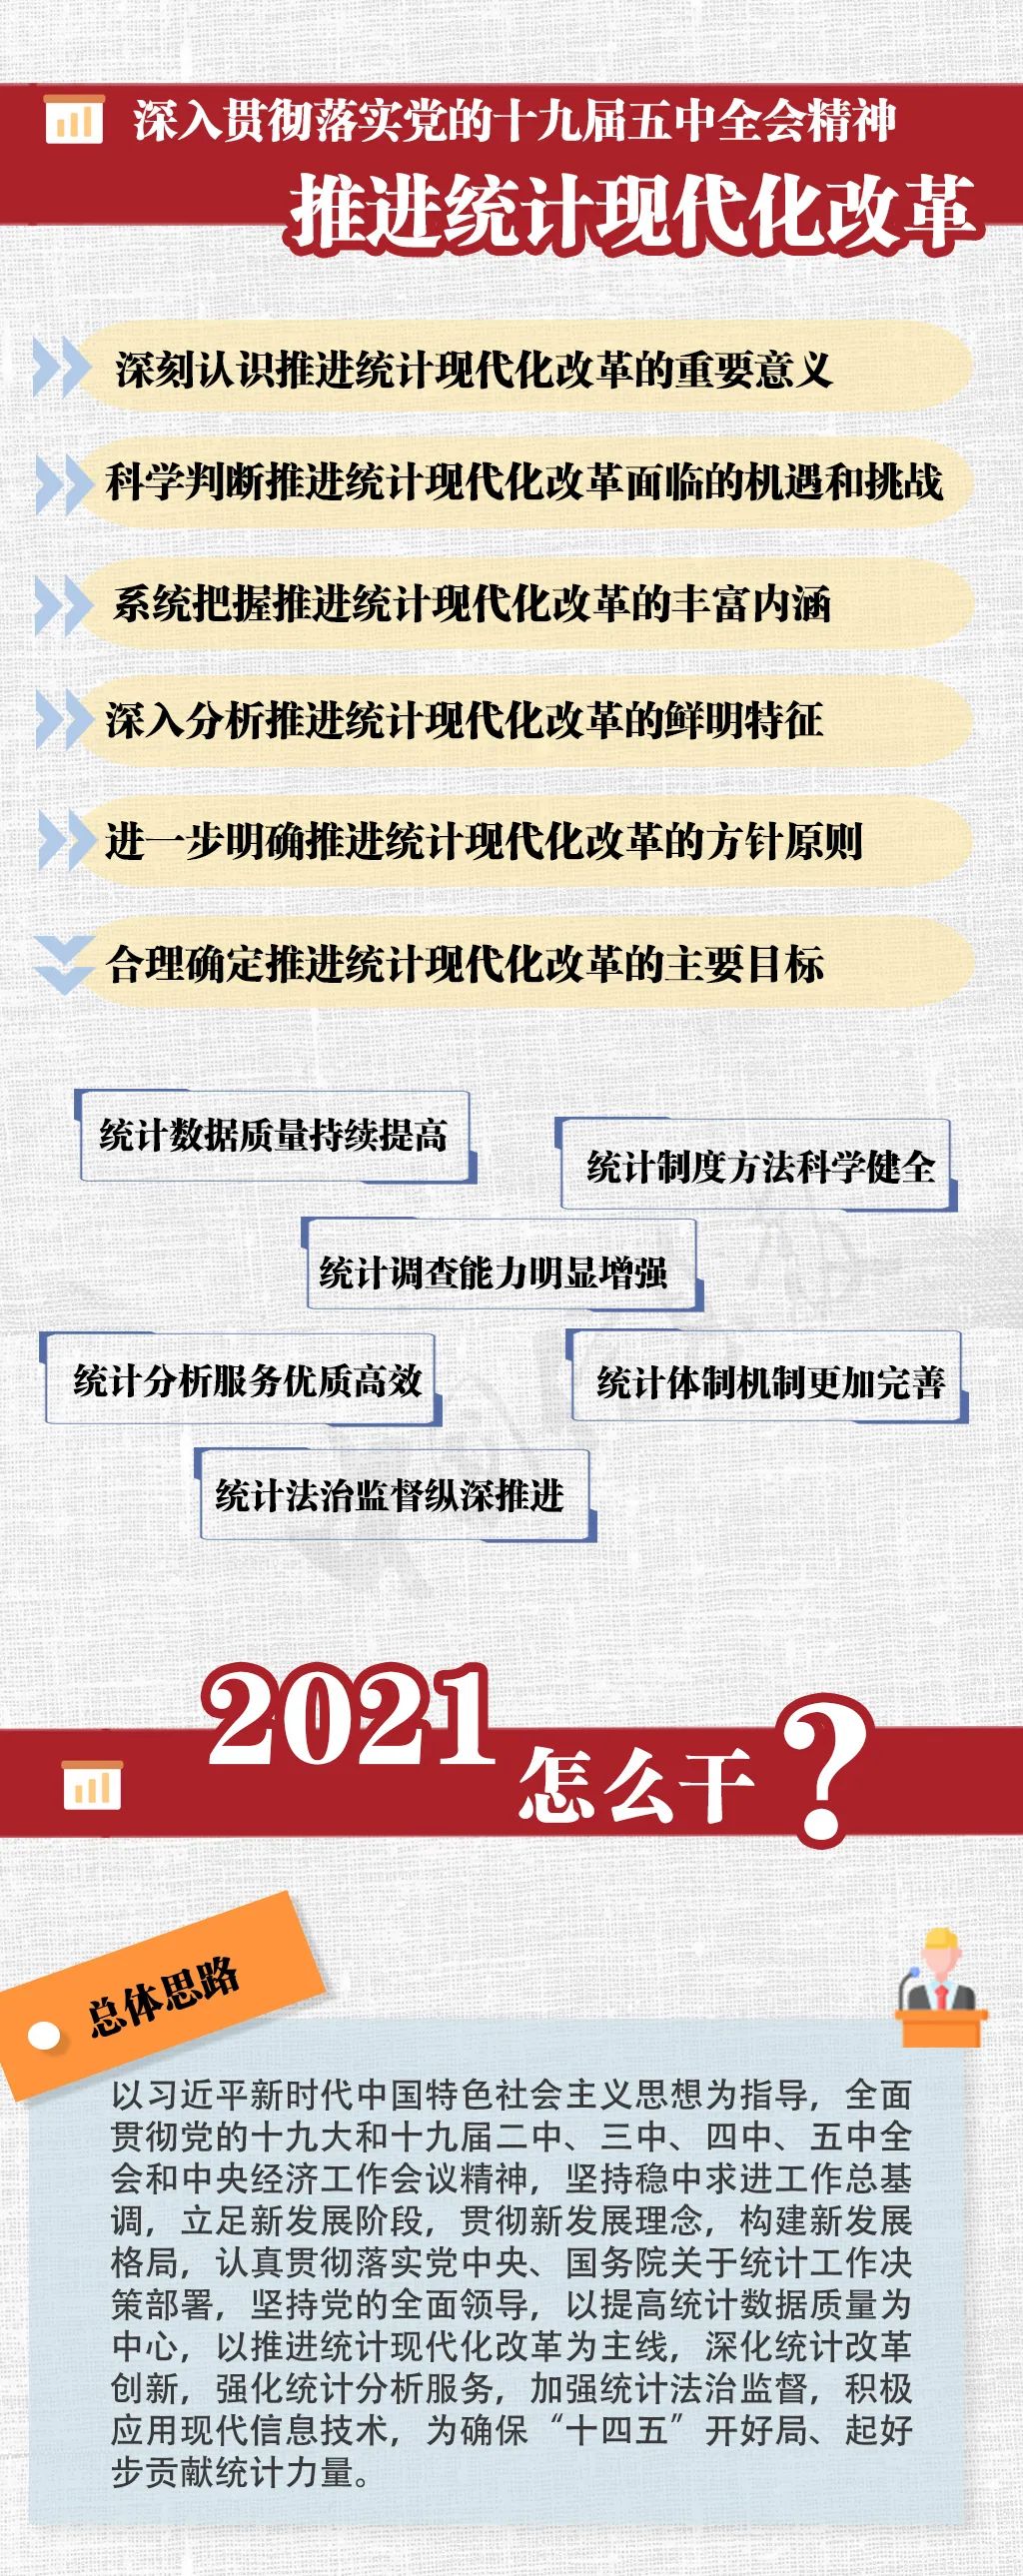 深入贯彻落实党的十九届五中全会精神
推进统计现代化改革
深刻认识推进统计现代化改革的重要意义
科学判断推进统计现代化改革面临的机遇和挑战
系统把握推进统计现代化改革的丰富内涵
深入分析推进统计现代化改革的鲜明特征
进一步明确推进统计现代化改革的方针原则
合理确定推进统计现代化改革的主要目标
统计数据质量持续提高
统计制度方法科学健全
统计调查能力明显增强
统计分析服务优质高效
统计体制机制更加完善
统计法治监督纵深推进
2021怎么干?
总体思路
以习近平新时代中国特色社会主义思想为指导，全面
贯彻党的十九大和十九届二中、三中、四中、五中全
会和中央经济工作会议精神，坚持稳中求进工作总基
调，立足新发展阶段，贯彻新发展理念，构建新发展
格局，认真贯彻落实党中央、国务院关于统计工作决
策部署，坚持党的全面领导，以提高统计数据质量为
中心，以推进统计现代化改革为主线，深化统计改革
创新，强化统计分析服务，加强统计法治监督，积极
应用现代信息技术，为确保“十四五”开好局、起好
步贡献统计力量。